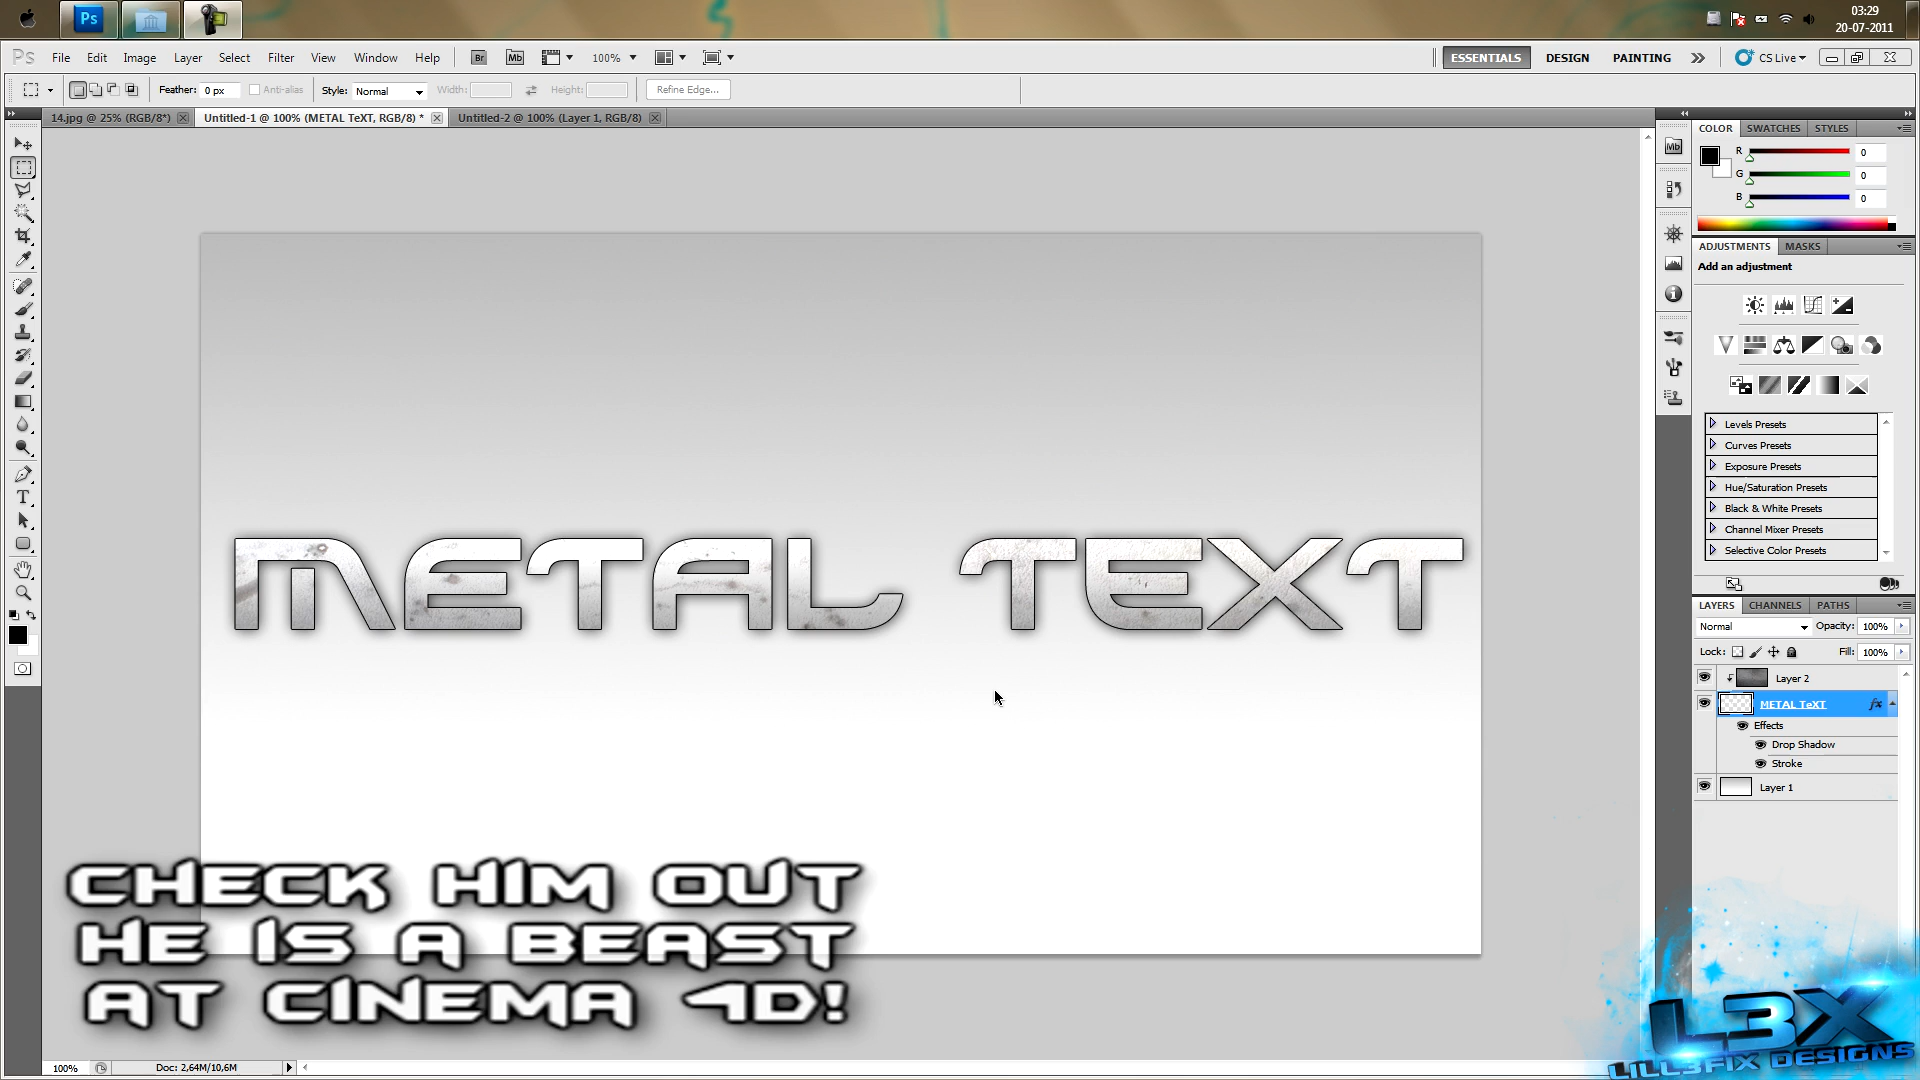 03:29
20-07-2011
Ps
Ps File Edit Image Layer Select Filter View Window Help Br Mb 100% ESSENTIALS DESIGN PAINTING CS Live
Feather: 0 px Anti-alias Style: Normal Width: Height: Refine Edge...
14.jpg @ 25% (RGB/8*) Untitled-1 @ 100% (METAL TeXT, RGB/8) * Untitled-2 @ 100% (Layer 1, RGB/8)
COLOR SWATCHES STYLES
Mb
R 0
G 0
B 0
ADJUSTMENTS MASKS
Add an adjustment
Levels Presets
Curves Presets
Exposure Presets
Hue/Saturation Presets
Black & White Presets
Channel Mixer Presets
Selective Color Presets
METAL TEXT
LAYERS CHANNELS PATHS
Normal Opacity: 100%
Lock: Fill: 100%
Layer 2
METAL TeXT fx
Effects
Drop Shadow
Stroke
Layer 1
CHECK HIM OUT
HE IS A BEAST
AT CINEMA 4D!
L3X
LILL3FIX DESIGNS
100% Doc: 2,64M/10,6M